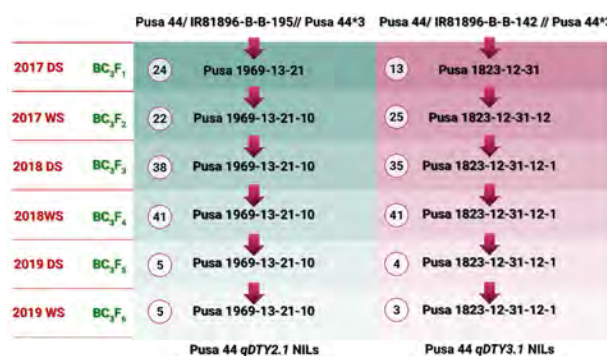 Pusa 44/ IR81896-B-B-195// Pusa 44*3 Pusa 44/ IR81896-B-B-142 // Pusa 44*3
2017 DS BC3F1 24 Pusa 1969-13-21 13 Pusa 1823-12-31
2017 WS BC3F2 22 Pusa 1969-13-21-10 25 Pusa 1823-12-31-12
2018 DS BC3F3 38 Pusa 1969-13-21-10 35 Pusa 1823-12-31-12-1
2018WS BC3F4 41 Pusa 1969-13-21-10 41 Pusa 1823-12-31-12-1
2019 DS BC3F5 5 Pusa 1969-13-21-10 4 Pusa 1823-12-31-12-1
2019 WS BC3F6 5 Pusa 1969-13-21-10 3 Pusa 1823-12-31-12-1
Pusa 44 qDTY2.1 NILs Pusa 44 qDTY3.1 NILs